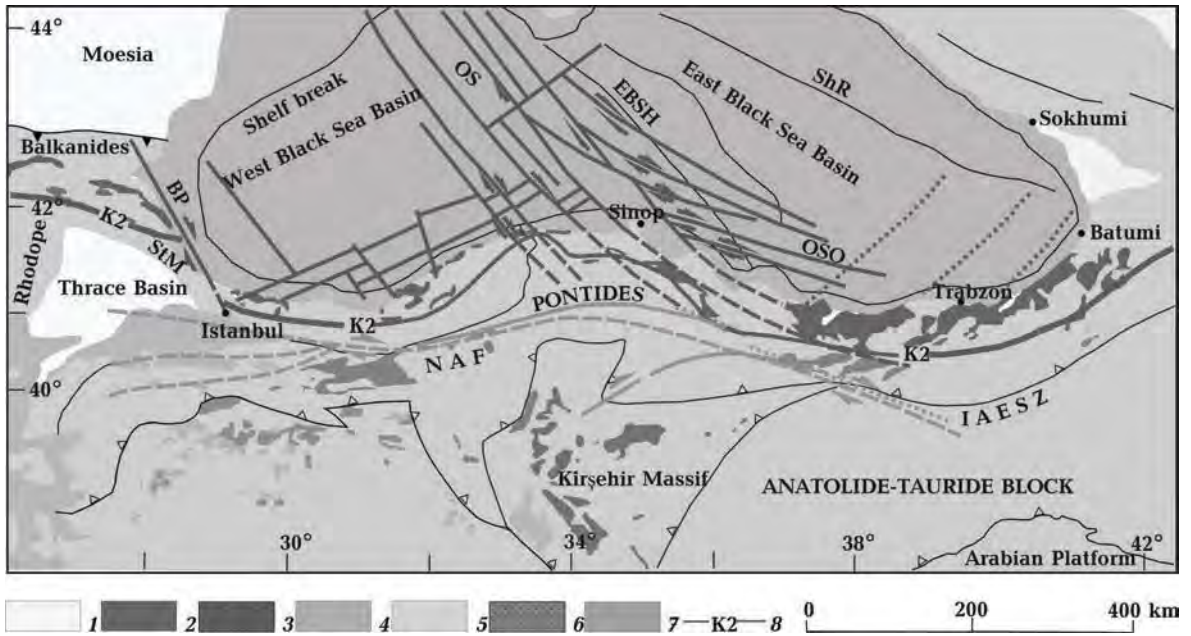 44°
Moesia
OS
ShR
Shelf break
West Black Sea Basin
EBSH
East Black Sea Basin
Sokhumi
Balkanides
BP
42°
K2
Sinop
StM
OSO
Batumi
Rhodope
Thrace Basin
PONTIDES
Trabzon
Istanbul
K2
K2
N A F
40°
I A E S Z
Kirşehir Massif
ANATOLIDE-TAURIDE BLOCK
30°
34°
38°
42°
Arabian Platform
1 2 3 4 5 6 7 K2 8
0 200 400 km